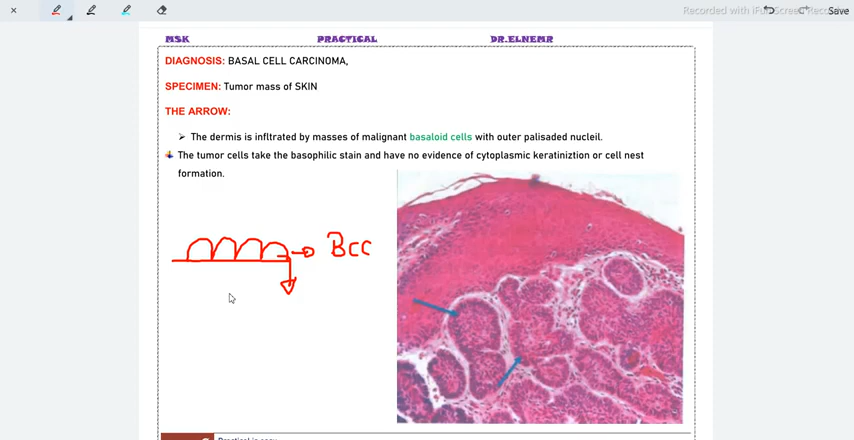 Recorded with iFun Screen Recorder
Save
MSK PRACTICAL DR.ELNEMR
DIAGNOSIS: BASAL CELL CARCINOMA,
SPECIMEN: Tumor mass of SKIN
THE ARROW:
The dermis is infltrated by masses of malignant basaloid cells with outer palisaded nucleil.
The tumor cells take the basophilic stain and have no evidence of cytoplasmic keratiniztion or cell nest
formation.
BCC